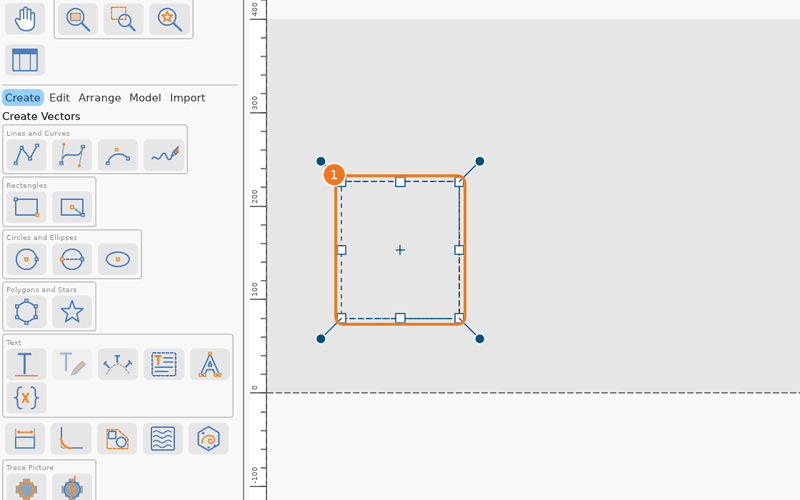 Create Edit Arrange Model Import
Create Vectors
Lines and Curves
Rectangles
Circles and Ellipses
Polygons and Stars
Text
Trace Picture
400
300
200
100
0
-100
1